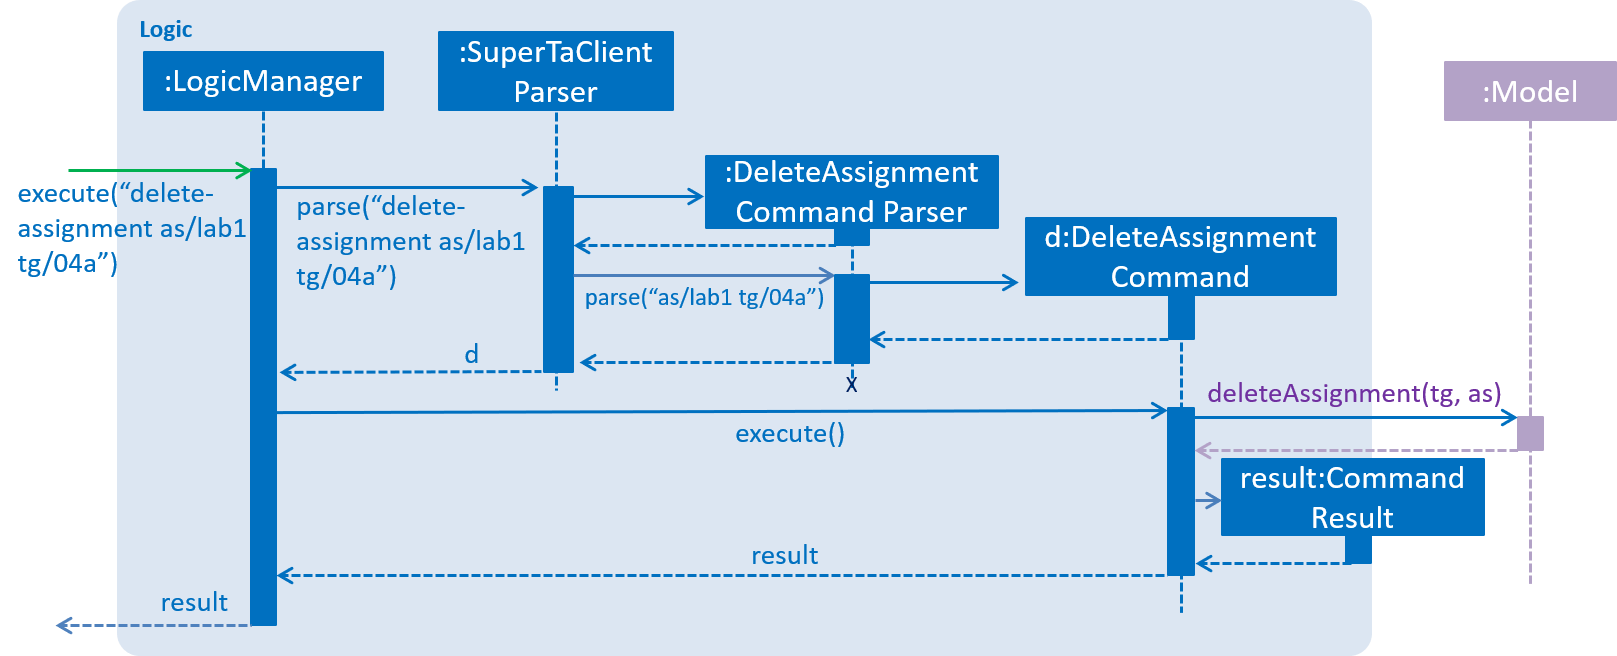 Logic
:LogicManager
:SuperTaClient
Parser
:Model
:DeleteAssignment
Command Parser
execute(“delete-
assignment as/lab1
tg/04a”)
parse(“delete-
assignment as/lab1
tg/04a”)
d:DeleteAssignment
Command
parse(“as/lab1 tg/04a”)
d
X
deleteAssignment(tg, as)
execute()
result:Command
Result
result
result